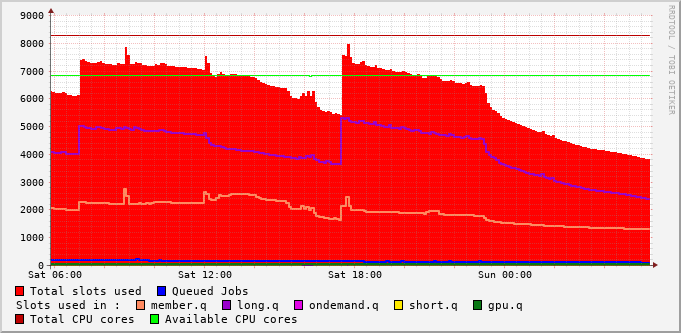 9000
8000
7000
6000
5000
4000
3000
2000
1000
0
Sat 06:00 Sat 12:00 Sat 18:00 Sun 00:00
Total slots used Queued Jobs
Slots used in : member.q long.q ondemand.q short.q gpu.q
Total CPU cores Available CPU cores
RRDTOOL / TOBI OETIKER